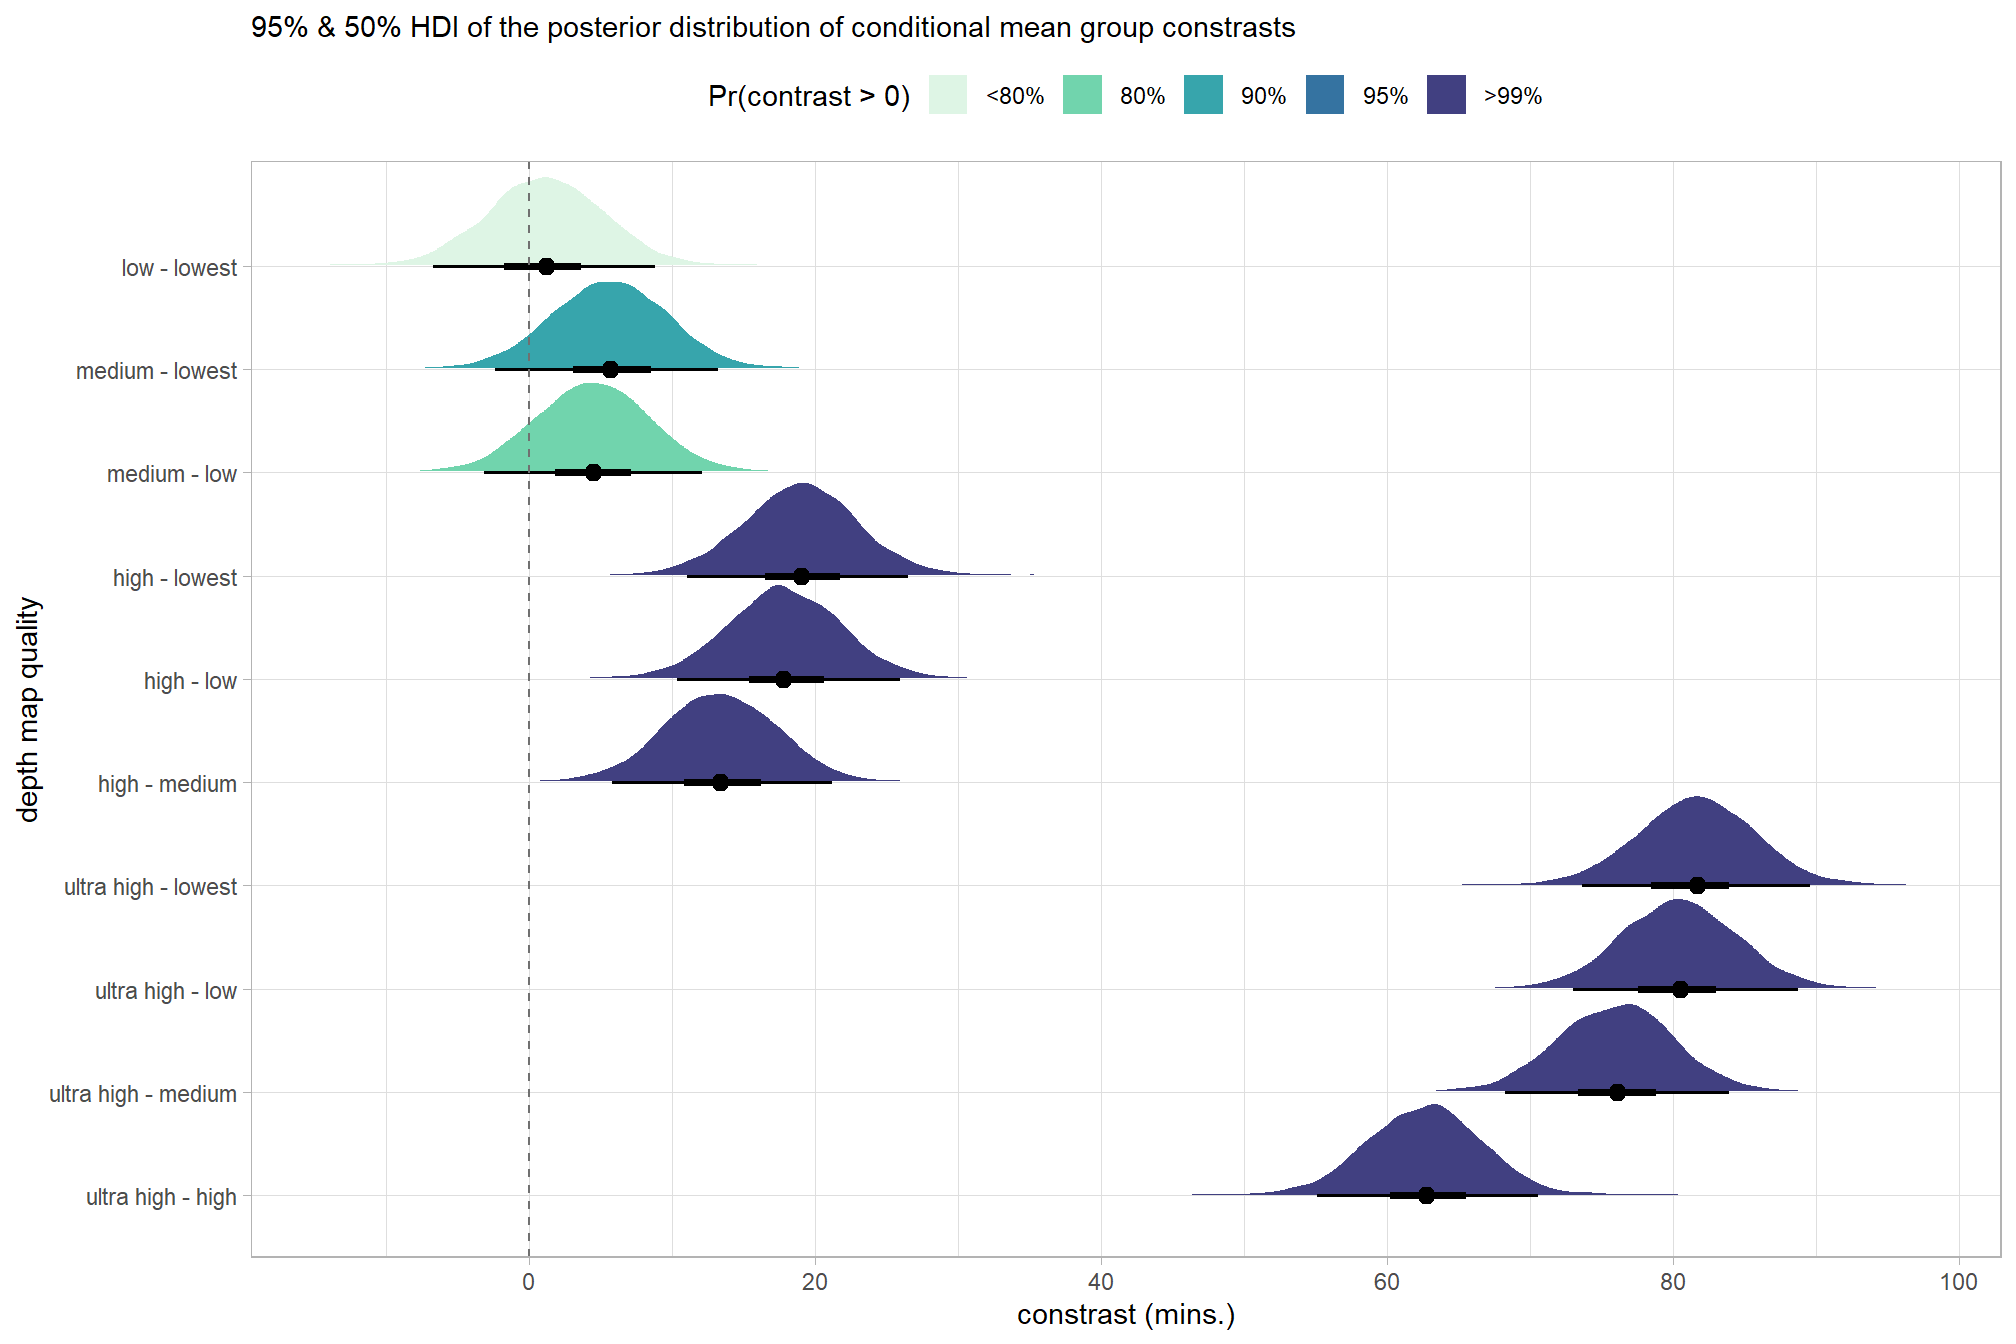 95% & 50% HDI of the posterior distribution of conditional mean group constrasts
Pr(contrast > 0) <80% 80% 90% 95% >99%
low - lowest
medium - lowest
medium - low
high - lowest
high - low
high - medium
ultra high - lowest
ultra high - low
ultra high - medium
ultra high - high
depth map quality
0 20 40 60 80 100
constrast (mins.)